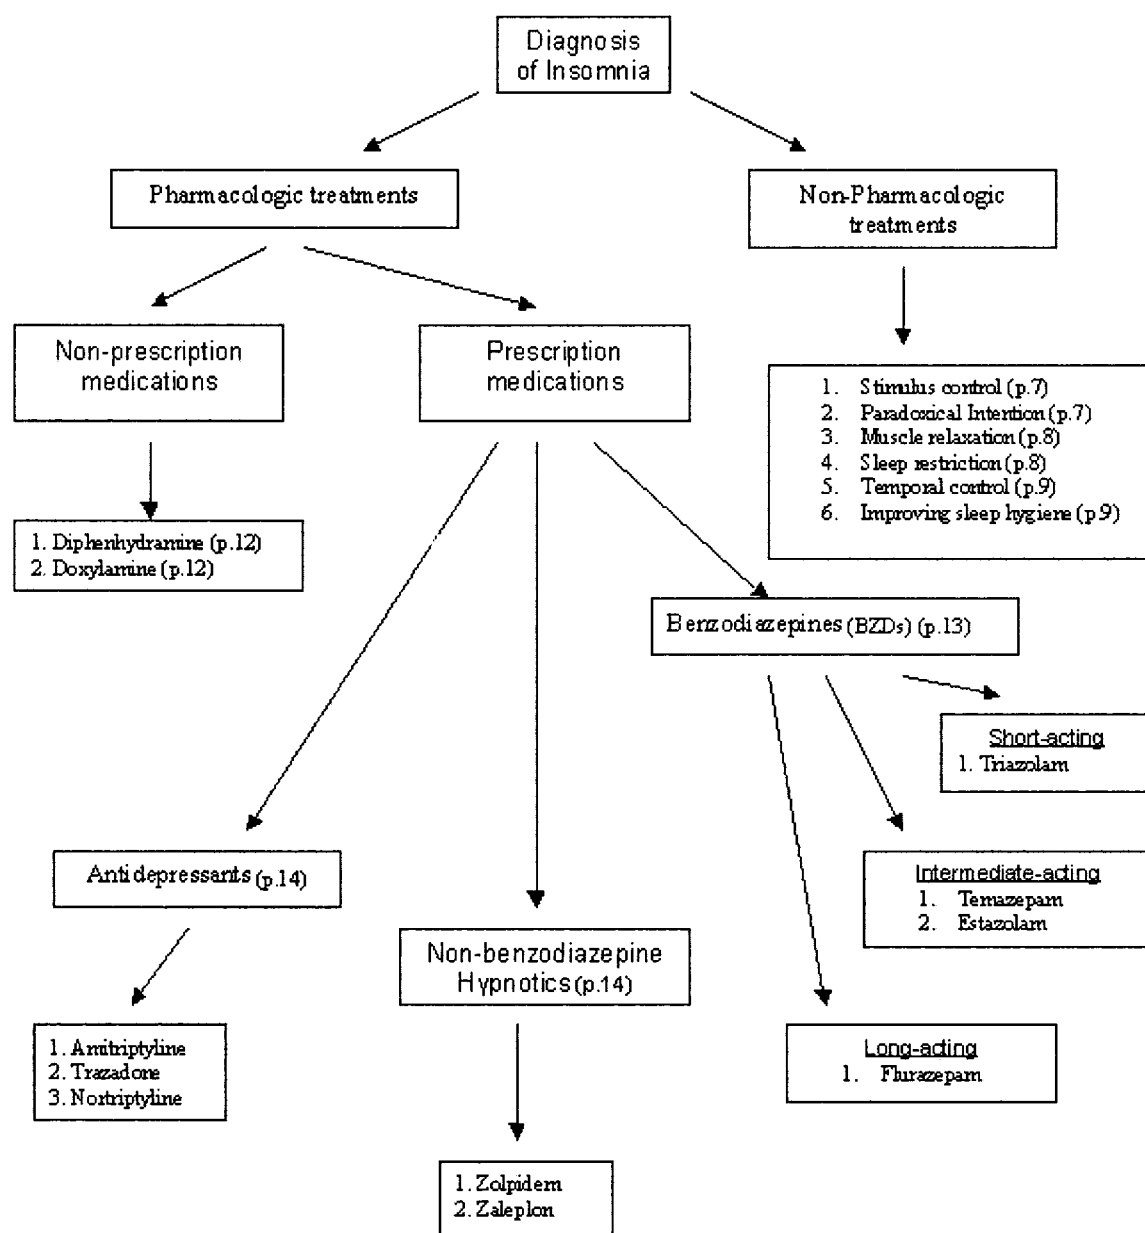 Diagnosis
of Insomnia
Pharmacologic treatments
Non-Pharmacologic
treatments
Non-prescription
medications
Prescription
medications
1. Stimulus control (p.7)
2. Paradoxical Intention (p.7)
3. Muscle relaxation (p.8)
4. Sleep restriction (p.8)
5. Temporal control (p.9)
6. Improving sleep hygiene (p.9)
1. Diphenhydramine (p.12)
2. Doxylamine (p.12)
Benzodiazepines (BZDs) (p.13)
Short-acting
1. Triazolam
Antidepressants (p.14)
Intermediate-acting
1. Temazepam
2. Estazolam
Non-benzodiazepine
Hypnotics (p.14)
1. Amitriptyline
2. Trazadone
3. Nortriptyline
Long-acting
1. Flurazepam
1. Zolpidem
2. Zaleplon